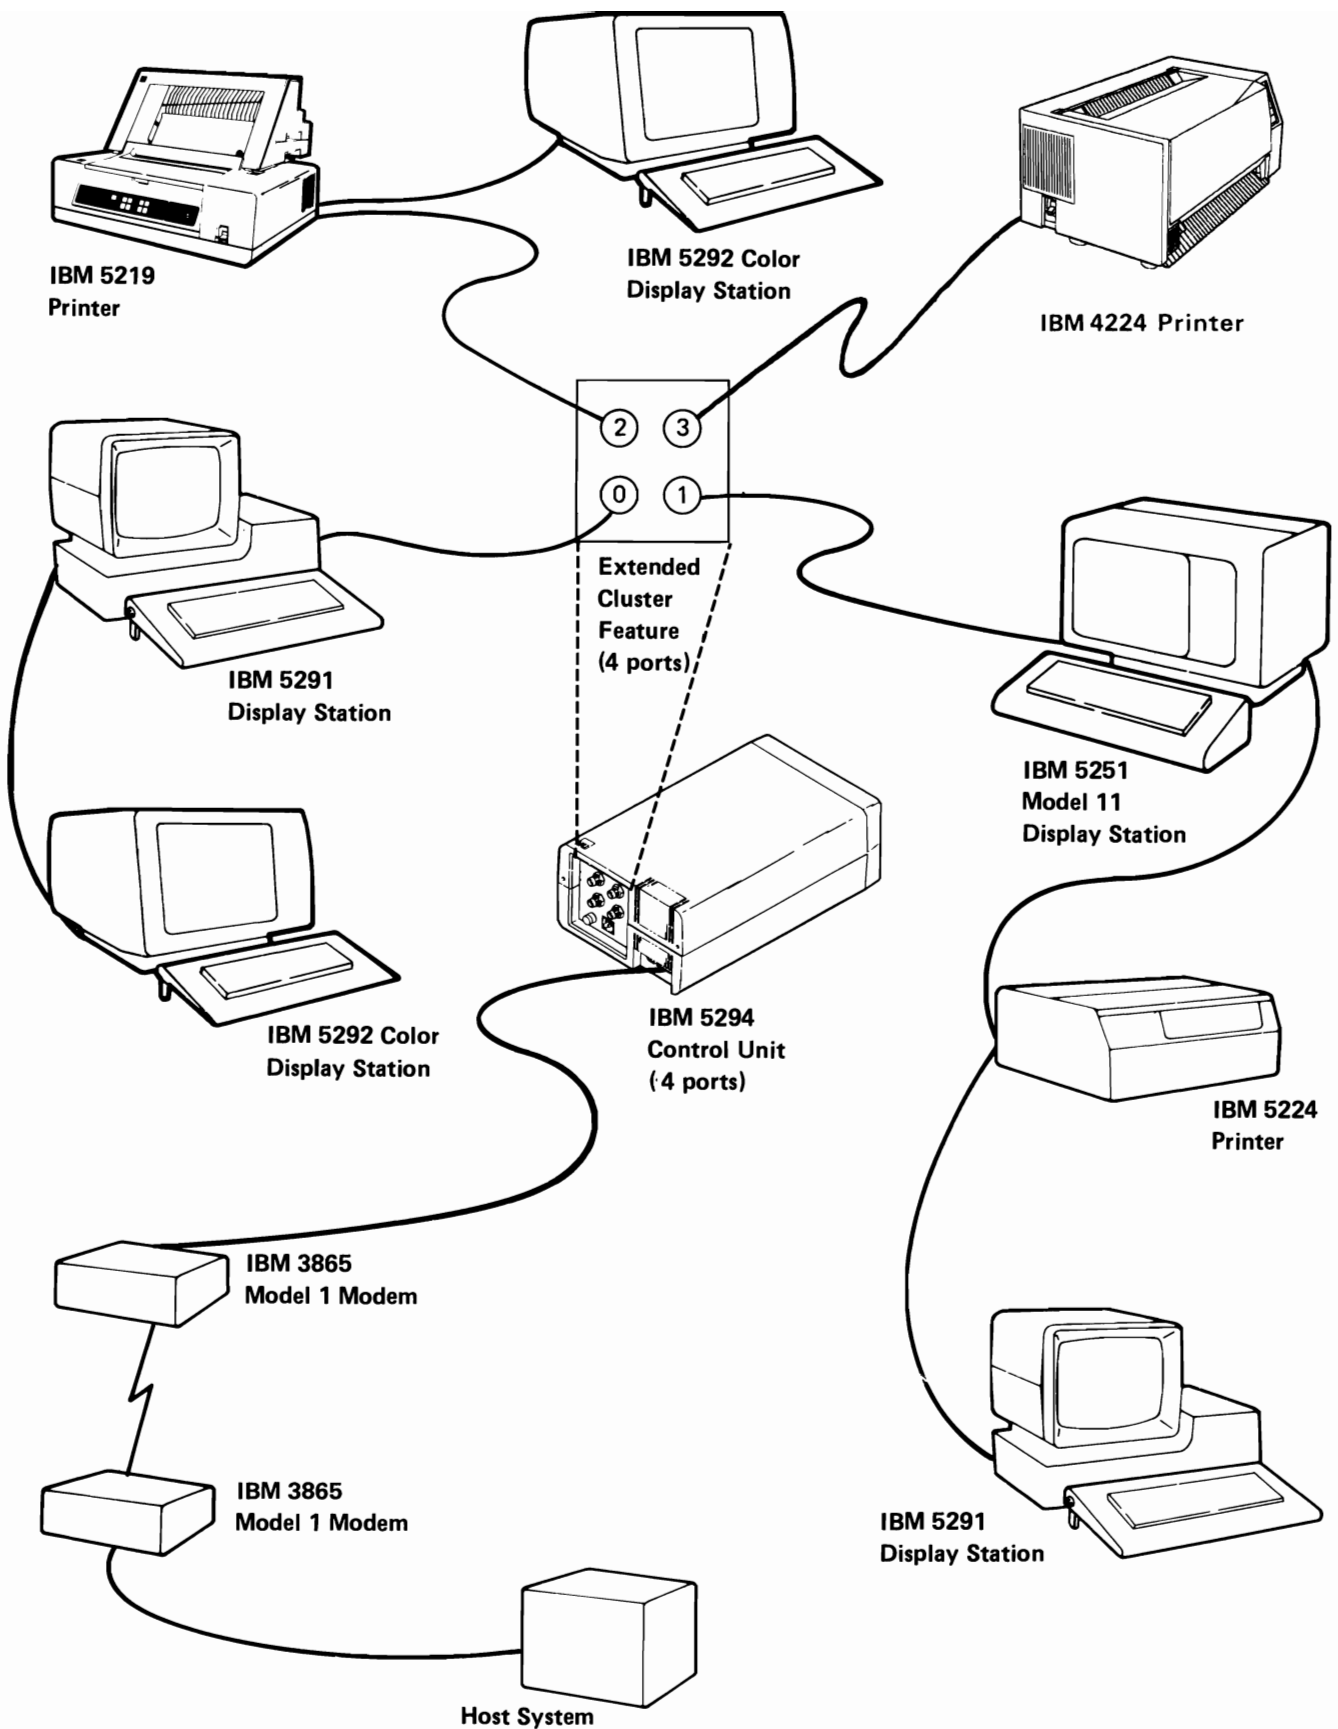 IBM 5219
Printer
IBM 5292 Color
Display Station
IBM 4224 Printer
2
3
0
1
Extended
Cluster
Feature
(4 ports)
IBM 5291
Display Station
IBM 5251
Model 11
Display Station
IBM 5292 Color
Display Station
IBM 5294
Control Unit
(4 ports)
IBM 5224
Printer
IBM 3865
Model 1 Modem
IBM 3865
Model 1 Modem
IBM 5291
Display Station
Host System